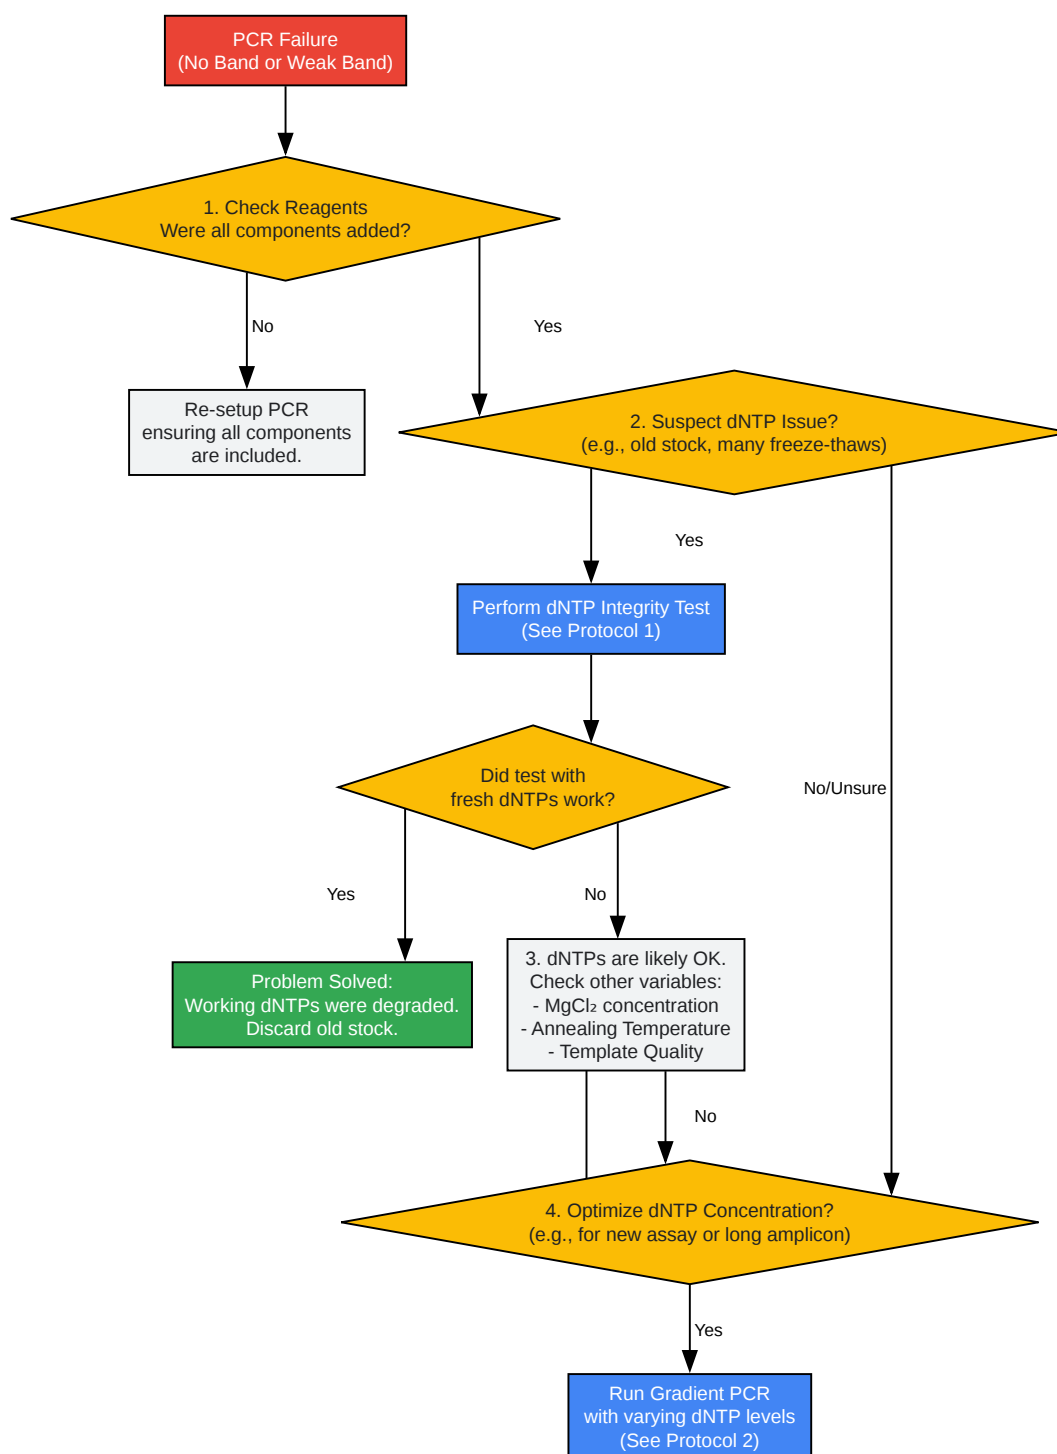 PCR Failure
(No Band or Weak Band)
1. Check Reagents
Were all components added?
No
Yes
Re-setup PCR
ensuring all components
are included.
2. Suspect dNTP Issue?
(e.g., old stock, many freeze-thaws)
Yes
Perform dNTP Integrity Test
(See Protocol 1)
Did test with
fresh dNTPs work?
No/Unsure
Yes
No
Problem Solved:
Working dNTPs were degraded.
Discard old stock.
3. dNTPs are likely OK.
Check other variables:
- MgCl₂ concentration
- Annealing Temperature
- Template Quality
No
4. Optimize dNTP Concentration?
(e.g., for new assay or long amplicon)
Yes
Run Gradient PCR
with varying dNTP levels
(See Protocol 2)